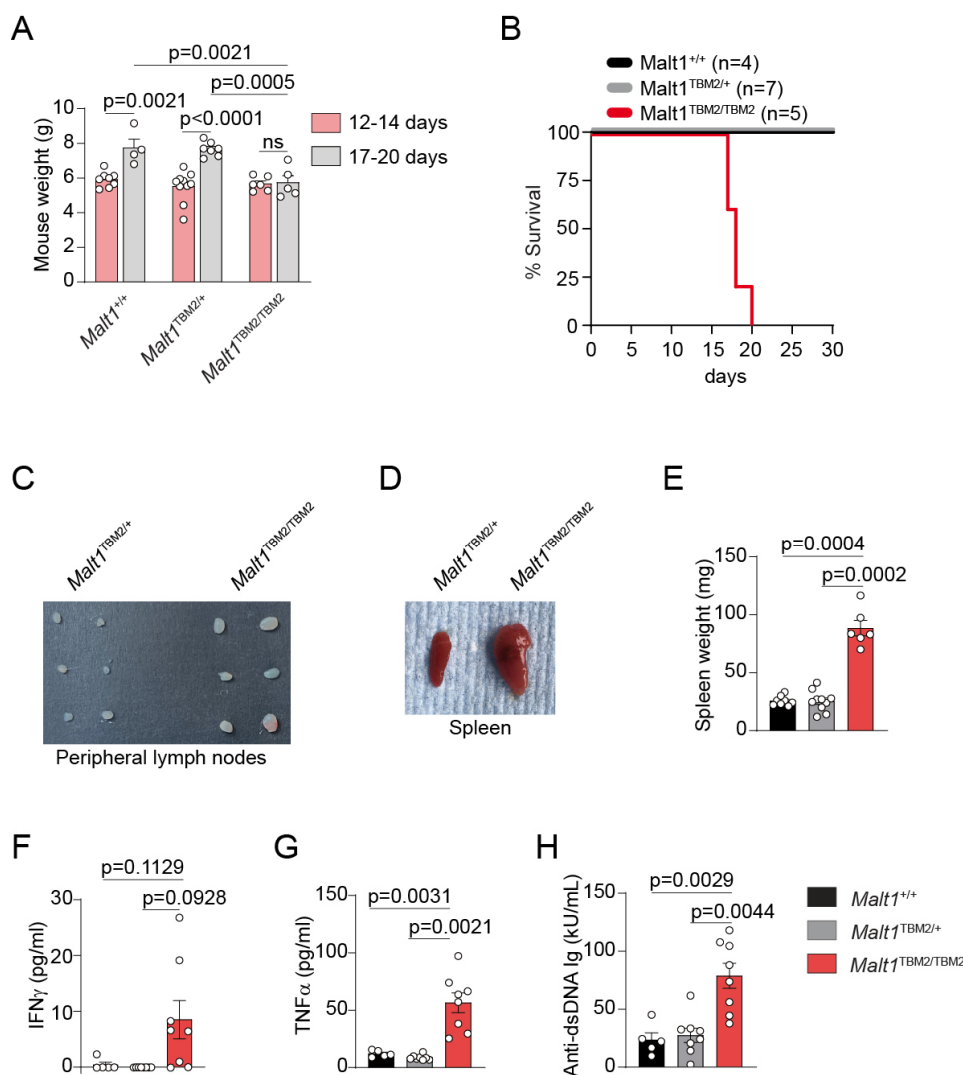 A
p=0.0021
p=0.0005
p=0.0021
p<0.0001
ns
12-14 days
17-20 days
Mouse weight (g)
10
8
6
4
2
0
Malt1+/+
Malt1TBM2/+
Malt1TBM2/TBM2
B
Malt1+/+ (n=4)
Malt1TBM2/+ (n=7)
Malt1TBM2/TBM2 (n=5)
% Survival
100
75
50
25
0
0 5 10 15 20 25 30
days
C
Malt1TBM2/+
Malt1TBM2/TBM2
Peripheral lymph nodes
D
Malt1TBM2/+
Malt1TBM2/TBM2
Spleen
E
p=0.0004
p=0.0002
Spleen weight (mg)
150
100
50
0
F
p=0.1129
p=0.0928
IFNγ (pg/ml)
30
20
10
0
G
p=0.0031
p=0.0021
TNFα (pg/ml)
150
100
50
0
H
p=0.0029
p=0.0044
Anti-dsDNA Ig (kU/mL)
150
100
50
0
Malt1+/+
Malt1TBM2/+
Malt1TBM2/TBM2